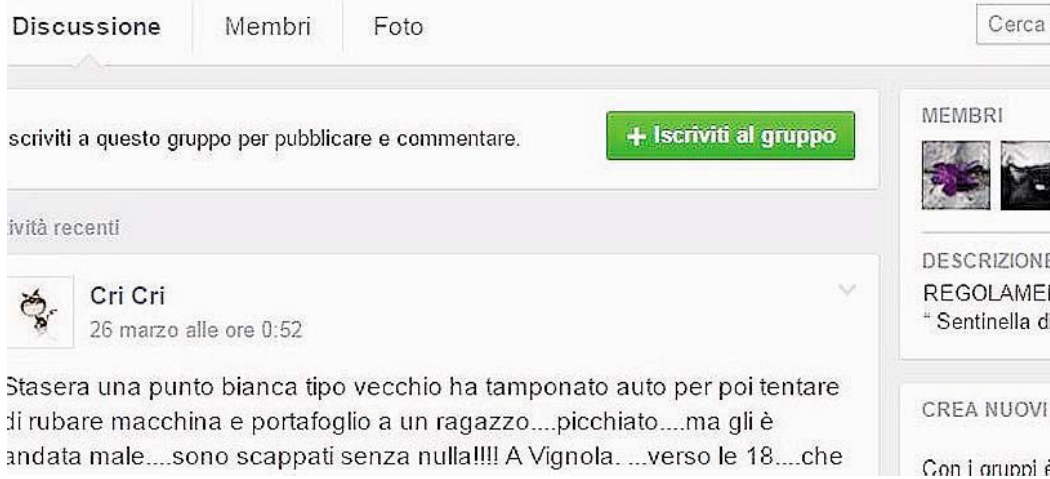 Discussione Membri Foto Cerca
scriviti a questo gruppo per pubblicare e commentare.
+ Iscriviti al gruppo
ività recenti
Cri Cri
26 marzo alle ore 0:52
Stasera una punto bianca tipo vecchio ha tamponato auto per poi tentare
di rubare macchina e portafoglio a un ragazzo....picchiato....ma gli è
andata male....sono scappati senza nulla!!!! A Vignola. ...verso le 18....che
MEMBRI
DESCRIZIONE
REGOLAME
“ Sentinella d
CREA NUOVI
Con i gruppi è